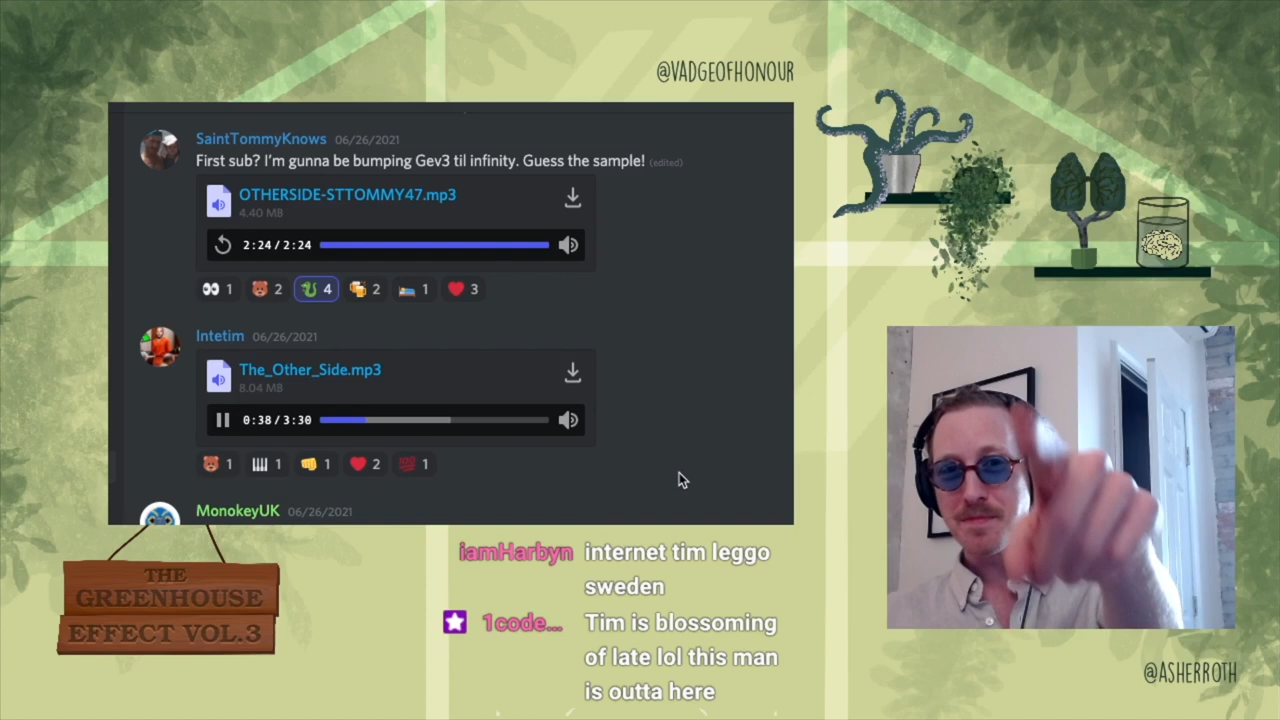 @VADGEOFHONOUR
SaintTommyKnows 06/26/2021
First sub? I'm gunna be bumping Gev3 til infinity. Guess the sample! (edited)
OTHERSIDE-STTOMMY47.mp3
4.40 MB
2:24 / 2:24
1 2 4 2 1 3
Intetim 06/26/2021
The_Other_Side.mp3
8.04 MB
0:38 / 3:30
1 1 1 2 100 1
MonokeyUK 06/26/2021
THE
GREENHOUSE
EFFECT VOL.3
iamHarbyn internet tim leggo
sweden
1code... Tim is blossoming
of late lol this man
is outta here
@ASHERROTH